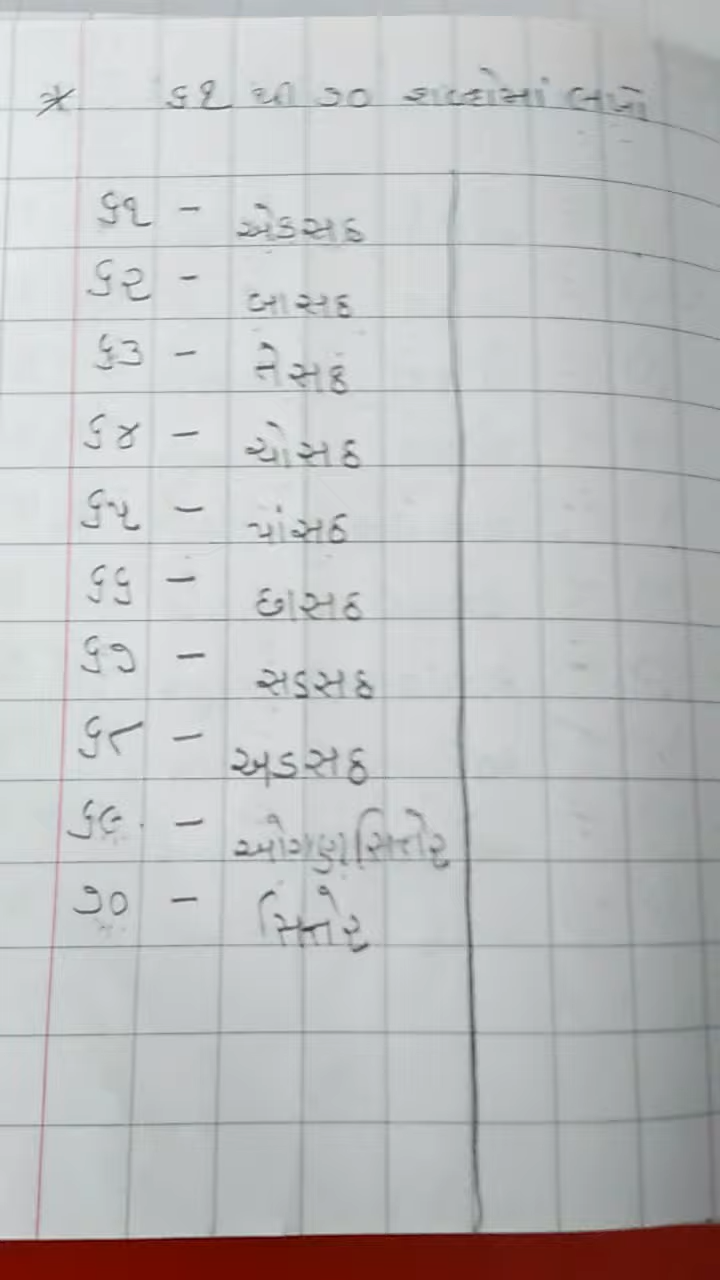 * ૬૧ થી ૭૦ શબ્દોમાં લખો
૬૧ - એકસઠ
૬૨ - બાસઠ
૬૩ - તેસઠ
૬૪ - ચોસઠ
૬૫ - પાંસઠ
૬૬ - છાસઠ
૬૭ - સડસઠ
૬૮ - અડસઠ
૬૯ - ઓગણસિત્તેર
૭૦ - સિત્તેર